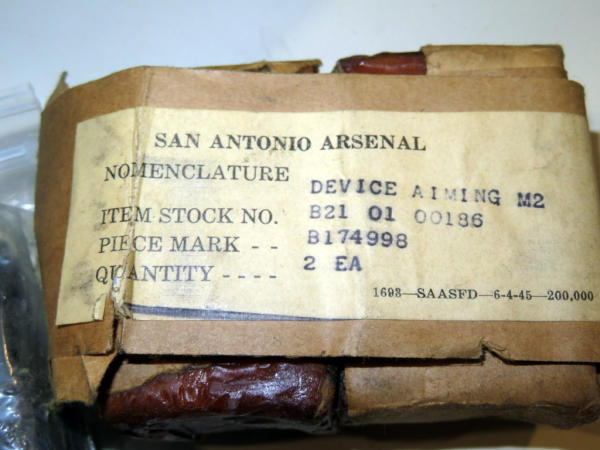 SAN ANTONIO ARSENAL
NOMENCLATURE DEVICE AIMING M2
ITEM STOCK NO. B21 01 00186
PIECE MARK - - B174998
QUANTITY - - - - 2 EA
1693—SAASFD—6-4-45—200,000